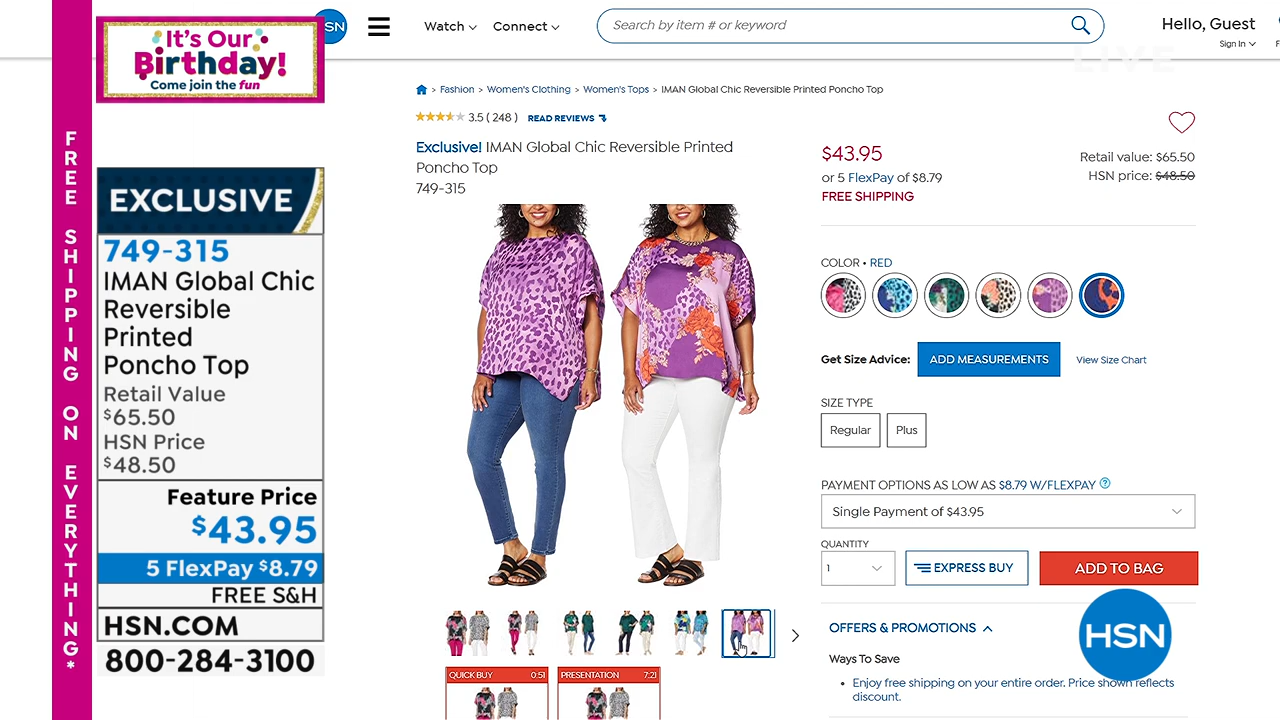 FREE SHIPPING ON EVERYTHING*
It's Our
Birthday!
Come join the fun
EXCLUSIVE
749-315
IMAN Global Chic
Reversible
Printed
Poncho Top
Retail Value
$65.50
HSN Price
$48.50
Feature Price
$43.95
5 FlexPay $8.79
FREE S&H
HSN.COM
800-284-3100
SN
Watch
Connect
Search by item # or keyword
Hello, Guest
Sign In
F
LIVE
> Fashion > Women's Clothing > Women's Tops > IMAN Global Chic Reversible Printed Poncho Top
3.5 ( 248 ) READ REVIEWS
Exclusive! IMAN Global Chic Reversible Printed
Poncho Top
749-315
$43.95
or 5 FlexPay of $8.79
FREE SHIPPING
Retail value: $65.50
HSN price: $48.50
COLOR • RED
Get Size Advice: ADD MEASUREMENTS View Size Chart
SIZE TYPE
Regular Plus
PAYMENT OPTIONS AS LOW AS $8.79 W/FLEXPAY ?
Single Payment of $43.95
QUANTITY
1 EXPRESS BUY ADD TO BAG
OFFERS & PROMOTIONS
Ways To Save
• Enjoy free shipping on your entire order. Price shown reflects
discount.
HSN
QUICK BUY 0:51
PRESENTATION 7:21